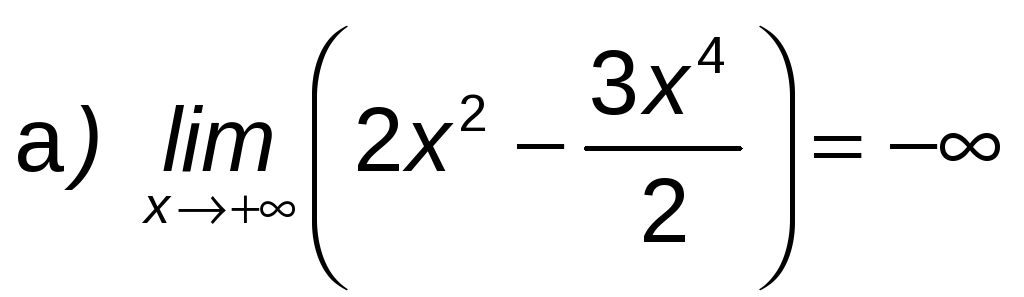 a) lim x→+∞ (2x² − 3x⁴/2) = −∞